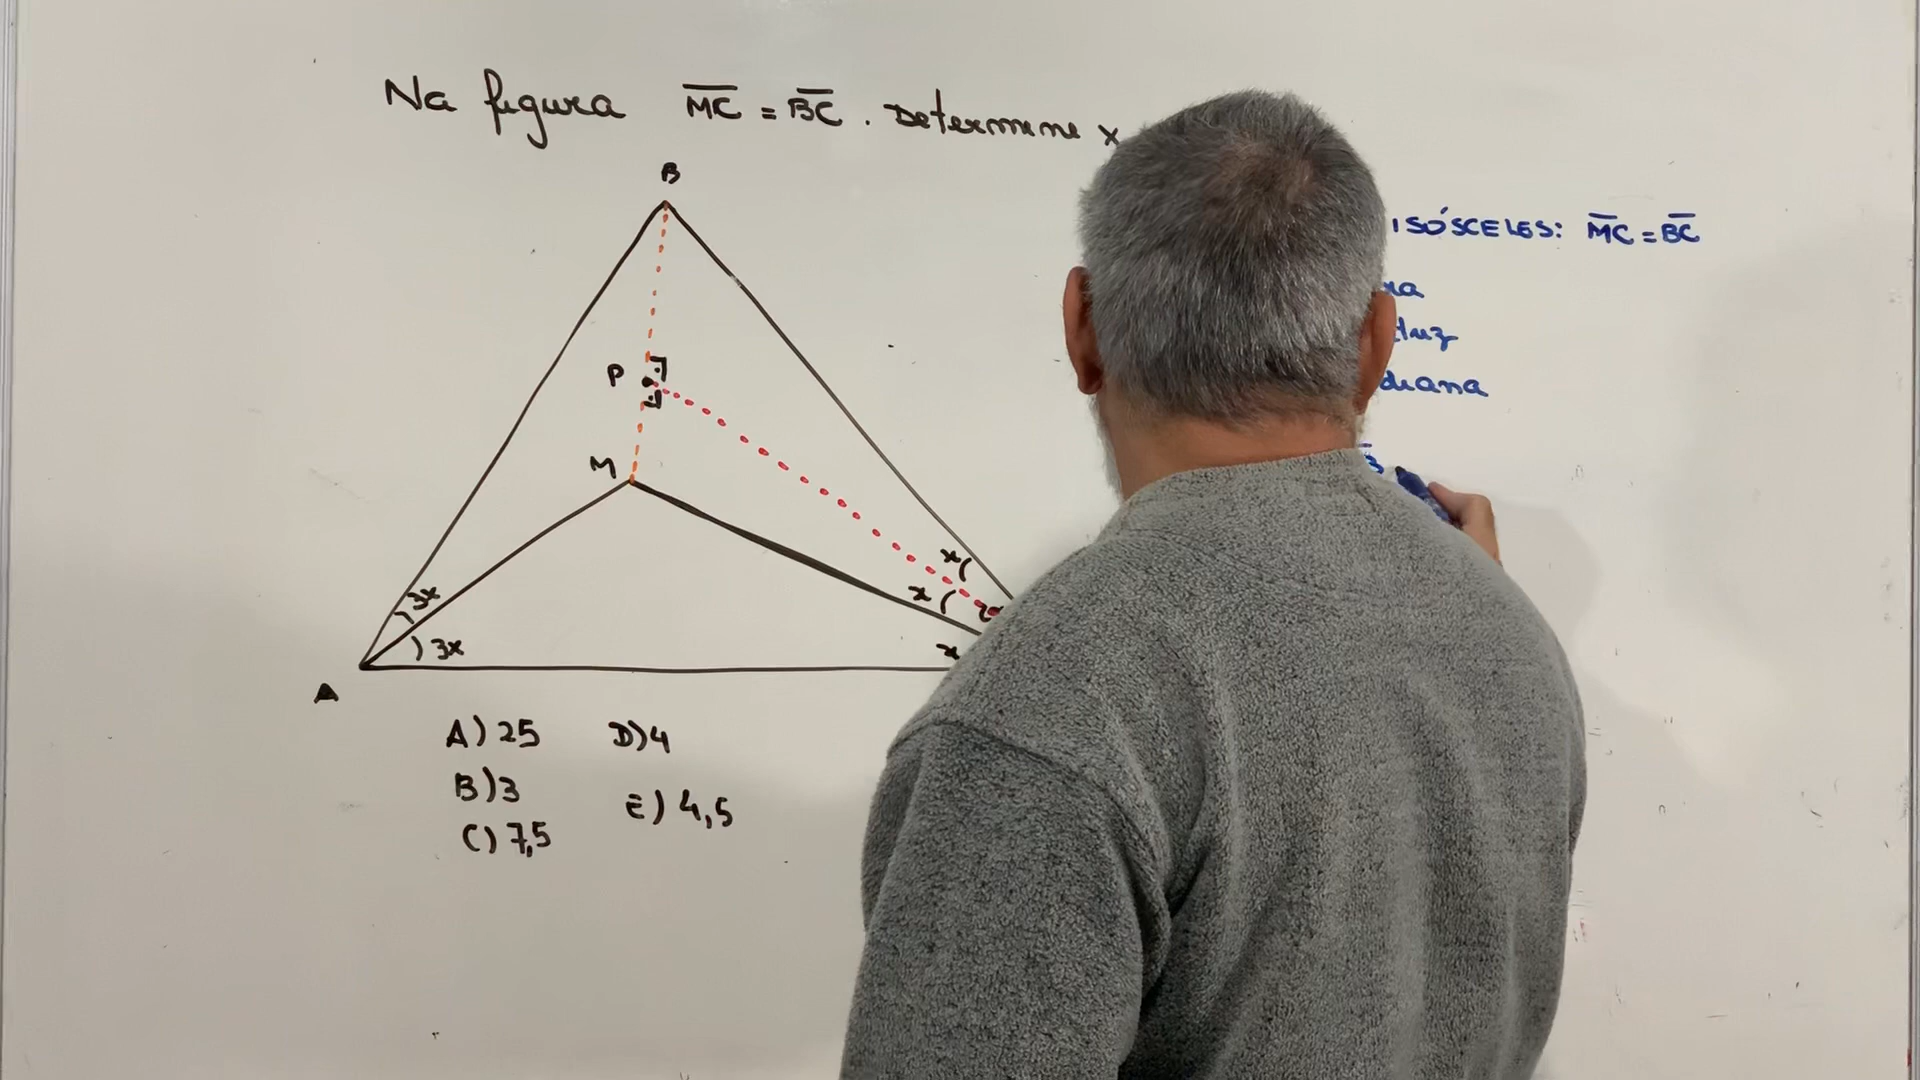 Na figura MC = BC . Determine x
B
ISÓSCELES: MC = BC
P
M
x
x
3x
3x
x
A
A) 25
D) 4
B) 3
E) 4,5
C) 7,5